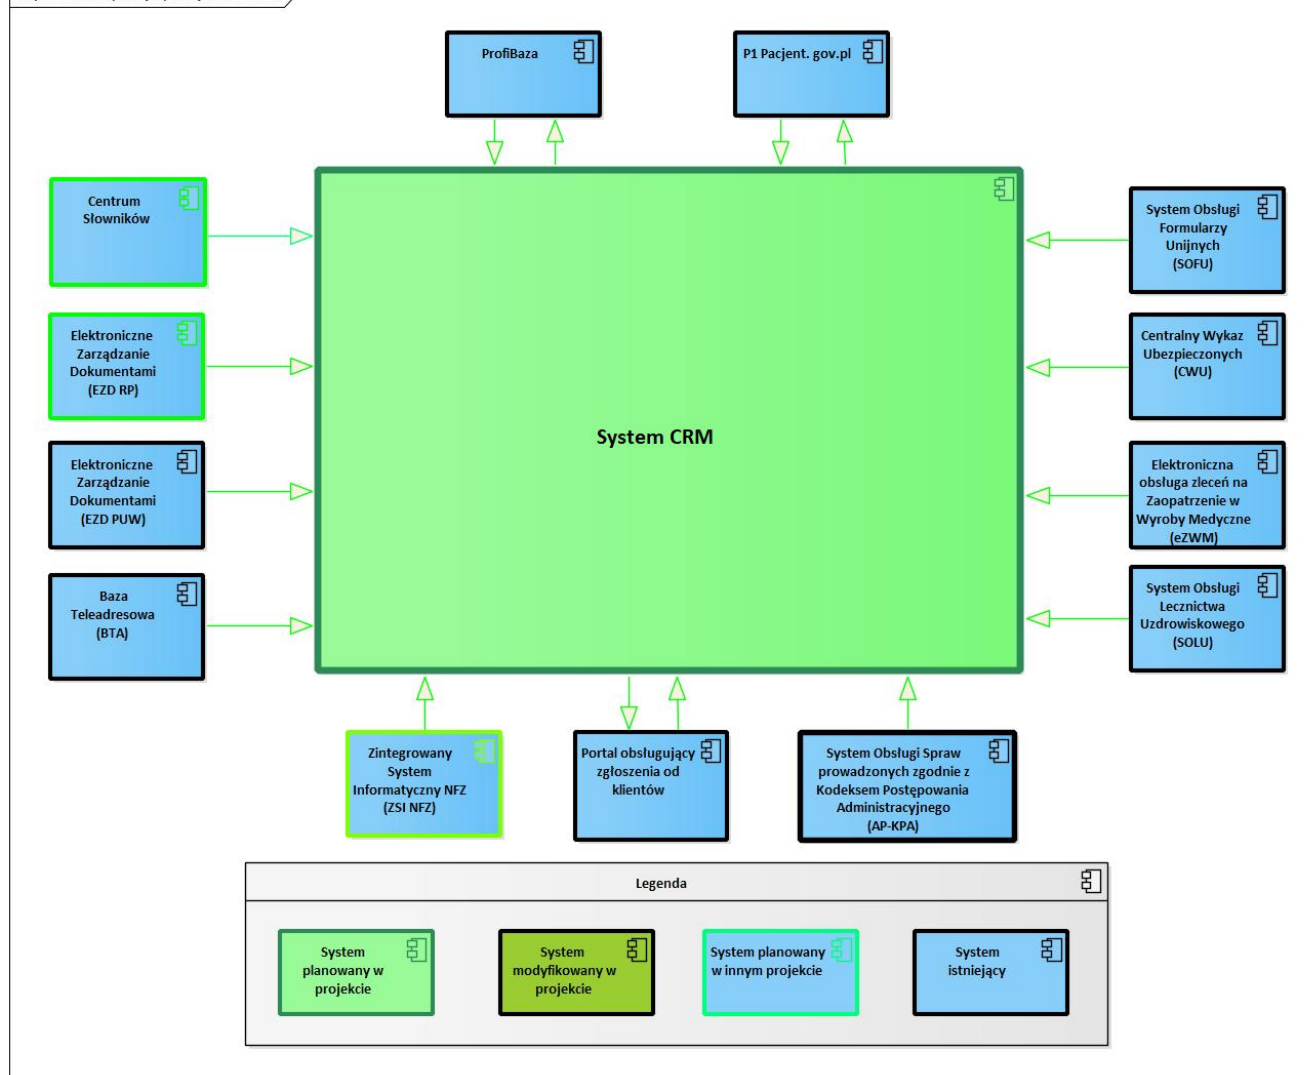 ProfiBaza
P1 Pacjent. gov.pl
Centrum
Słowników
System Obsługi
Formularzy
Unijnych
(SOFU)
Elektroniczne
Zarządzanie
Dokumentami
(EZD RP)
Centralny Wykaz
Ubezpieczonych
(CWU)
System CRM
Elektroniczne
Zarządzanie
Dokumentami
(EZD PUW)
Elektroniczna
obsługa zleceń na
Zaopatrzenie w
Wyroby Medyczne
(eZWM)
Baza
Teleadresowa
(BTA)
System Obsługi
Lecznictwa
Uzdrowiskowego
(SOLU)
Zintegrowany
System
Informatyczny NFZ
(ZSI NFZ)
Portal obsługujący
zgłoszenia od
klientów
System Obsługi Spraw
prowadzonych zgodnie z
Kodeksem Postępowania
Administracyjnego
(AP-KPA)
Legenda
System
planowany w
projekcie
System
modyfikowany w
projekcie
System planowany
w innym projekcie
System
istniejący